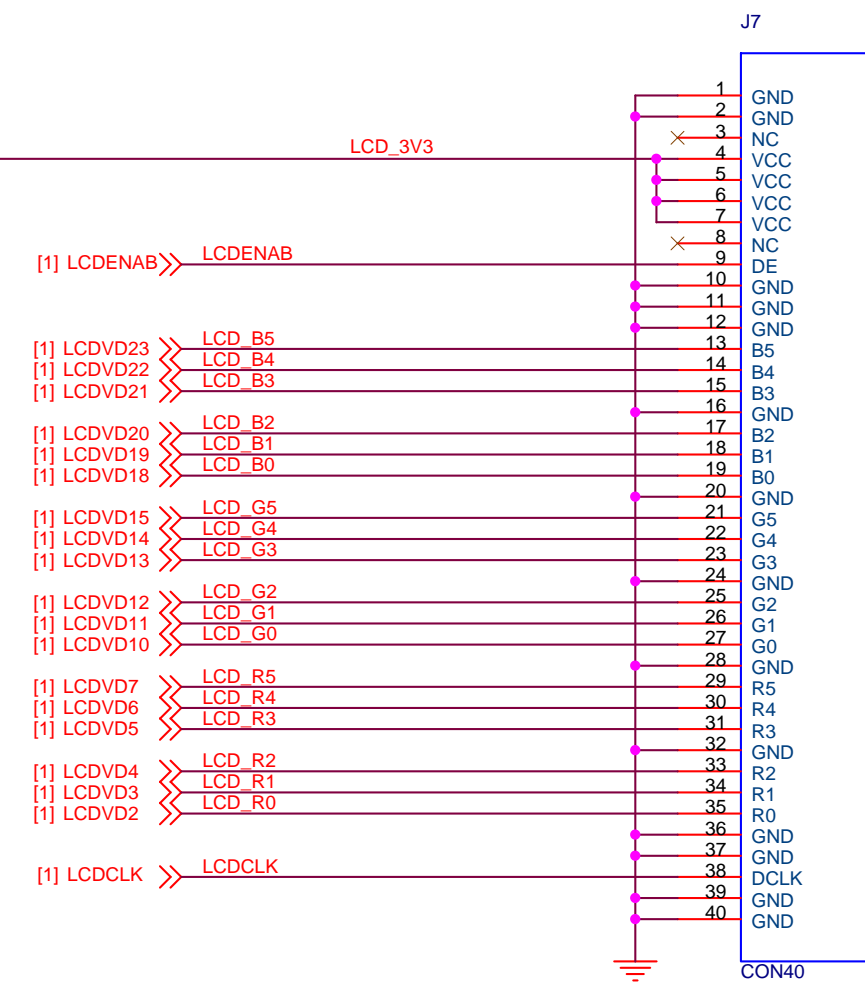 J7
1 GND
2 GND
3 NC
LCD_3V3 4 VCC
5 VCC
6 VCC
7 VCC
8 NC
[1] LCDENAB LCDENAB 9 DE
10 GND
11 GND
12 GND
[1] LCDVD23 LCD_B5 13 B5
[1] LCDVD22 LCD_B4 14 B4
[1] LCDVD21 LCD_B3 15 B3
16 GND
[1] LCDVD20 LCD_B2 17 B2
[1] LCDVD19 LCD_B1 18 B1
[1] LCDVD18 LCD_B0 19 B0
20 GND
[1] LCDVD15 LCD_G5 21 G5
[1] LCDVD14 LCD_G4 22 G4
[1] LCDVD13 LCD_G3 23 G3
24 GND
[1] LCDVD12 LCD_G2 25 G2
[1] LCDVD11 LCD_G1 26 G1
[1] LCDVD10 LCD_G0 27 G0
28 GND
[1] LCDVD7 LCD_R5 29 R5
[1] LCDVD6 LCD_R4 30 R4
[1] LCDVD5 LCD_R3 31 R3
32 GND
[1] LCDVD4 LCD_R2 33 R2
[1] LCDVD3 LCD_R1 34 R1
[1] LCDVD2 LCD_R0 35 R0
36 GND
37 GND
[1] LCDCLK LCDCLK 38 DCLK
39 GND
40 GND
CON40